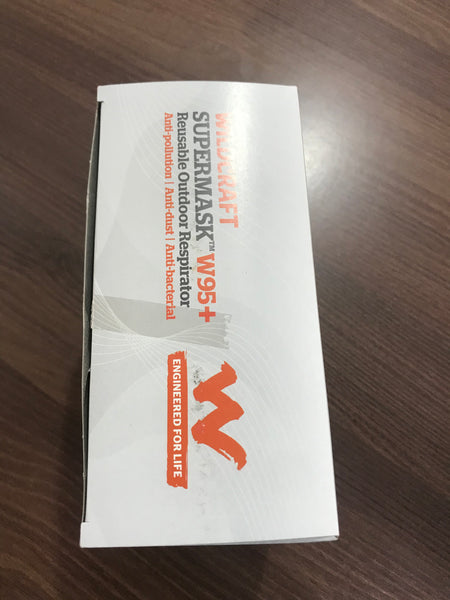 WILDCRAFT
SUPERMASK™ W95+
Reusable Outdoor Respirator
Anti-pollution | Anti-dust | Anti-bacterial
W
ENGINEERED FOR LIFE